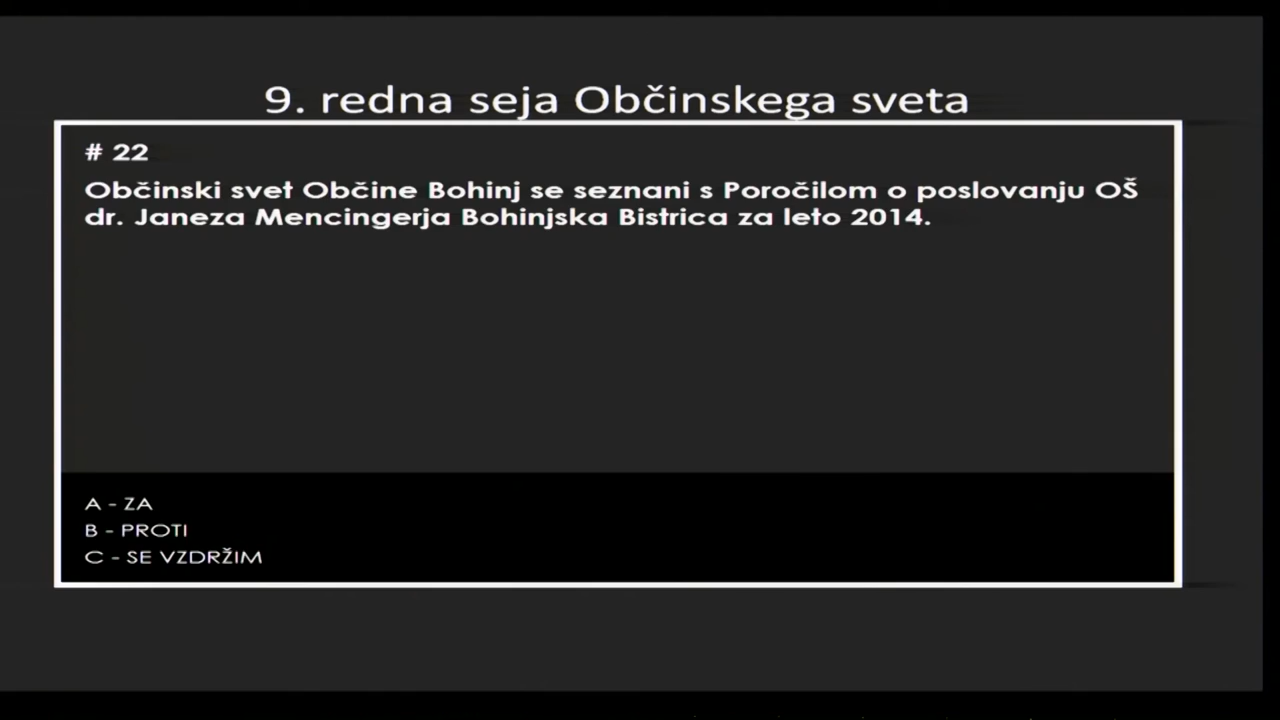 9. redna seja Občinskega sveta
# 22
Občinski svet Občine Bohinj se seznani s Poročilom o poslovanju OŠ
dr. Janeza Mencingerja Bohinjska Bistrica za leto 2014.
A - ZA
B - PROTI
C - SE VZDRŽIM